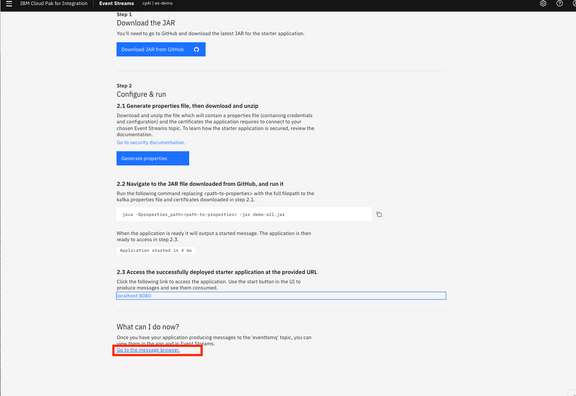 IBM Cloud Pak for Integration Event Streams cp4i | es-demo
Step 1
Download the JAR
You'll need to go to GitHub and download the latest JAR for the starter application.
Download JAR from GitHub
Step 2
Configure & run
2.1 Generate properties file, then download and unzip
Download and unzip the file which will contain a properties file (containing credentials
and configuration) and the certificates the application requires to connect to your
chosen Event Streams topic. To learn how the starter application is secured, review the
documentation.
Go to security documentation.
Generate properties
2.2 Navigate to the JAR file downloaded from GitHub, and run it
Run the following command replacing <path-to-properties> with the full filepath to the
kafka.properties file and certificates downloaded in step 2.1.
java -Dproperties_path=<path-to-properties> -jar demo-all.jar
When the application is ready it will output a started message. The application is then
ready to access in step 2.3.
Application started in X ms
2.3 Access the successfully deployed starter application at the provided URL
Click the following link to access the application. Use the start button in the UI to
produce messages and see them consumed.
localhost:8080
What can I do now?
Once you have your application producing messages to the 'eventtomq' topic, you can
view them in the app and in Event Streams.
Go to the message browser.